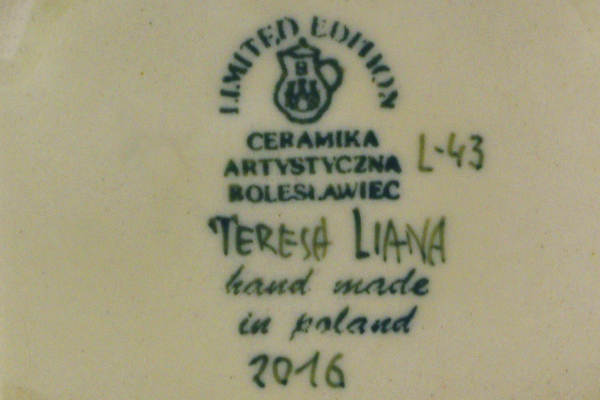 LIMITED EDITION
B
CERAMIKA
ARTYSTYCZNA
BOLESŁAWIEC
L-43
TERESA LIANA
hand made
in poland
2016